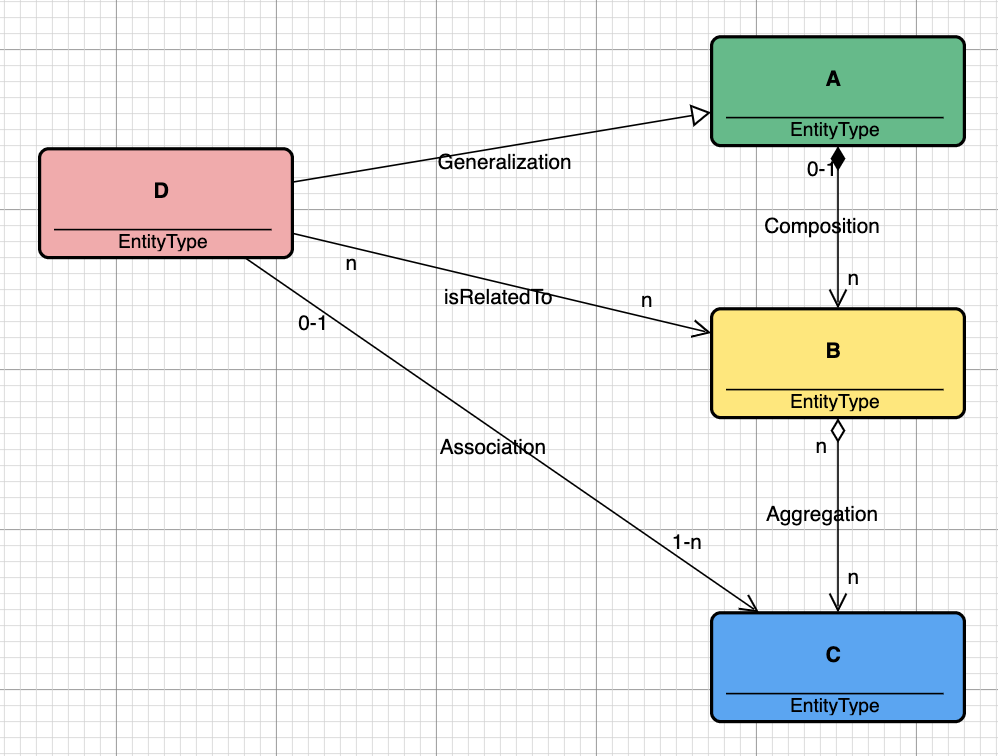 A
EntityType
0-1
Composition
n
Generalization
D
EntityType
n
isRelatedTo
n
0-1
B
EntityType
n
Association
Aggregation
1-n
n
C
EntityType